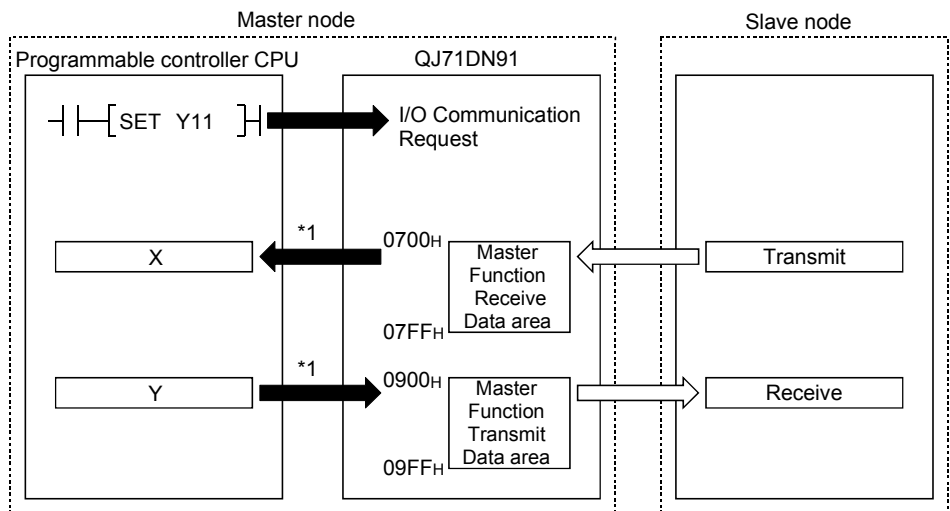 Master node
Slave node
Programmable controller CPU
QJ71DN91
SET Y11
I/O Communication
Request
*1
X
0700H
Master
Function
Receive
Data area
07FFH
Transmit
*1
Y
0900H
Master
Function
Transmit
Data area
09FFH
Receive